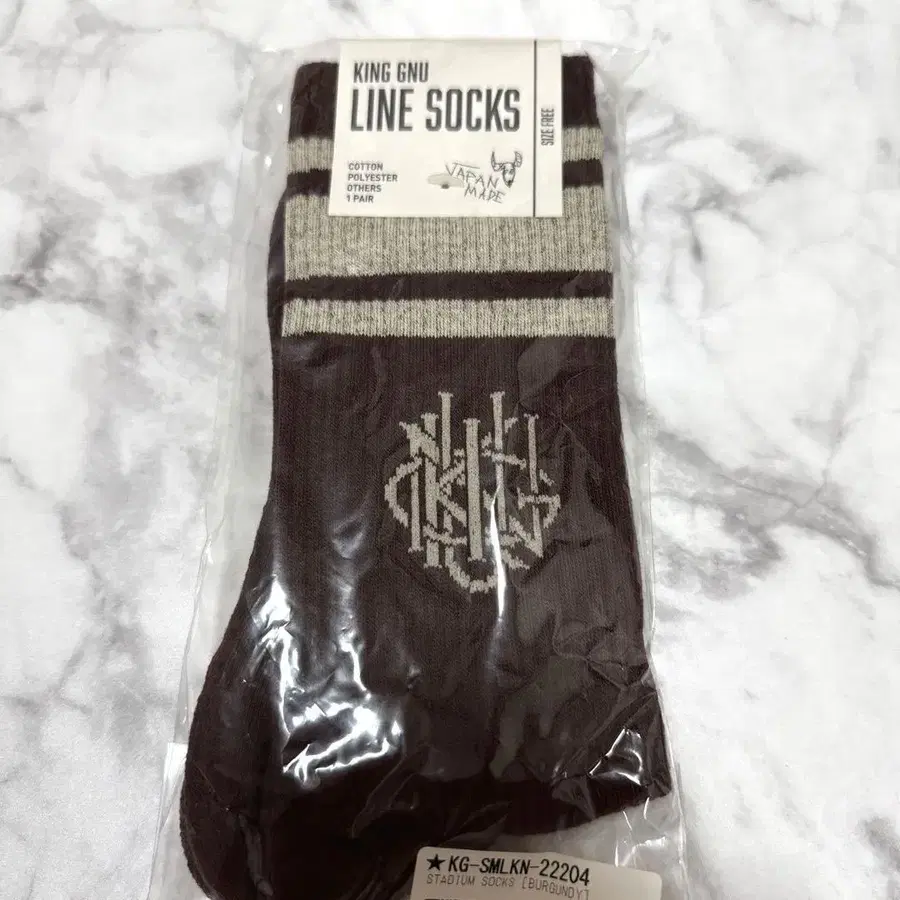 KING GNU
LINE SOCKS
SIZE FREE
COTTON
POLYESTER
OTHERS
1 PAIR
JAPAN
MADE
★KG-SMLKN-22204
STADIUM SOCKS [BURGUNDY]